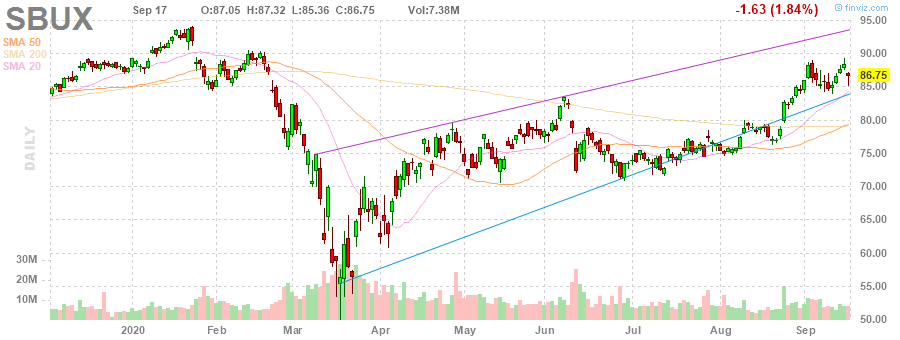 SBUX Sep 17 O:87.05 H:87.32 L:85.36 C:86.75 Vol:7.38M -1.63 (1.84%) © finviz.com
SMA 50
SMA 200
SMA 20
DAILY
95.00
90.00
86.75
85.00
80.00
75.00
70.00
65.00
60.00
55.00
50.00
30M
20M
10M
2020 Feb Mar Apr May Jun Jul Aug Sep